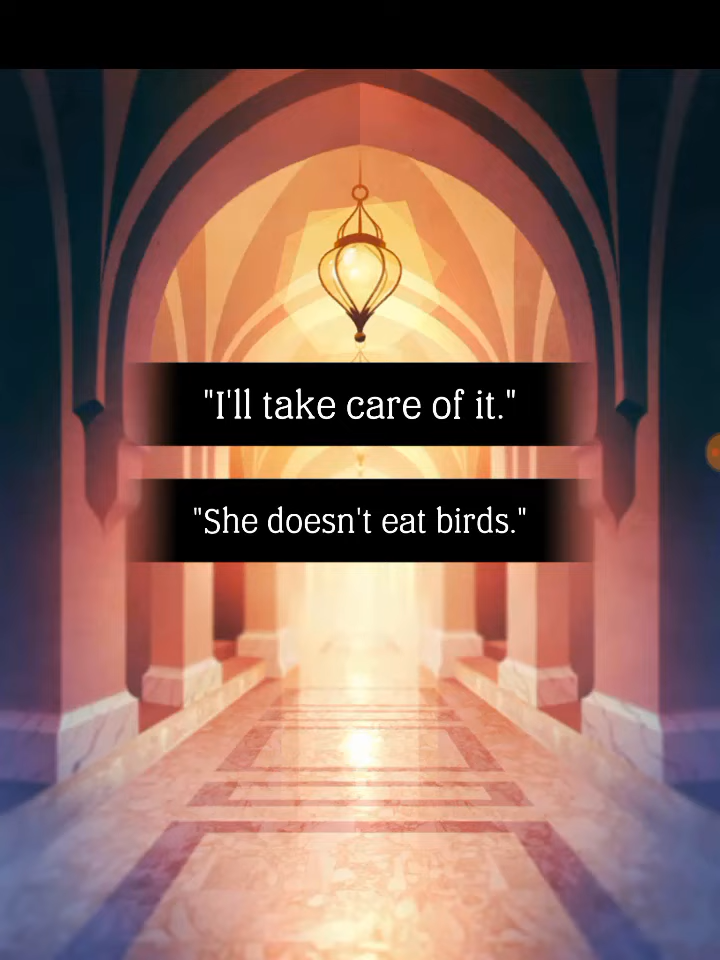 "I'll take care of it."
"She doesn't eat birds."